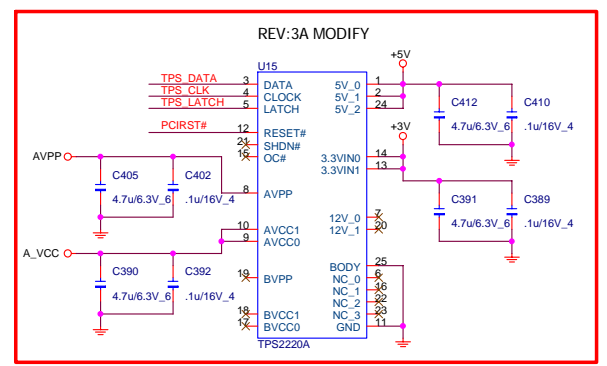 REV:3A MODIFY
U15
+5V
TPS_DATA 3 DATA 5V_0 1
TPS_CLK 4 CLOCK 5V_1 2
TPS_LATCH 5 LATCH 5V_2 24
C412 C410
4.7u/6.3V_6 .1u/16V_4
PCIRST# 12 RESET#
+3V
21 SHDN#
15 OC# 3.3VIN0 14
3.3VIN1 13
AVPP
C405 C402
4.7u/6.3V_6 .1u/16V_4
8 AVPP
C391 C389
4.7u/6.3V_6 .1u/16V_4
12V_0 7
12V_1 20
10 AVCC1
9 AVCC0
A_VCC
C390 C392
4.7u/6.3V_6 .1u/16V_4
19 BVPP
BODY 25
NC_0 6
NC_1 16
NC_2 22
NC_3 23
18 BVCC1
17 BVCC0
GND 11
TPS2220A